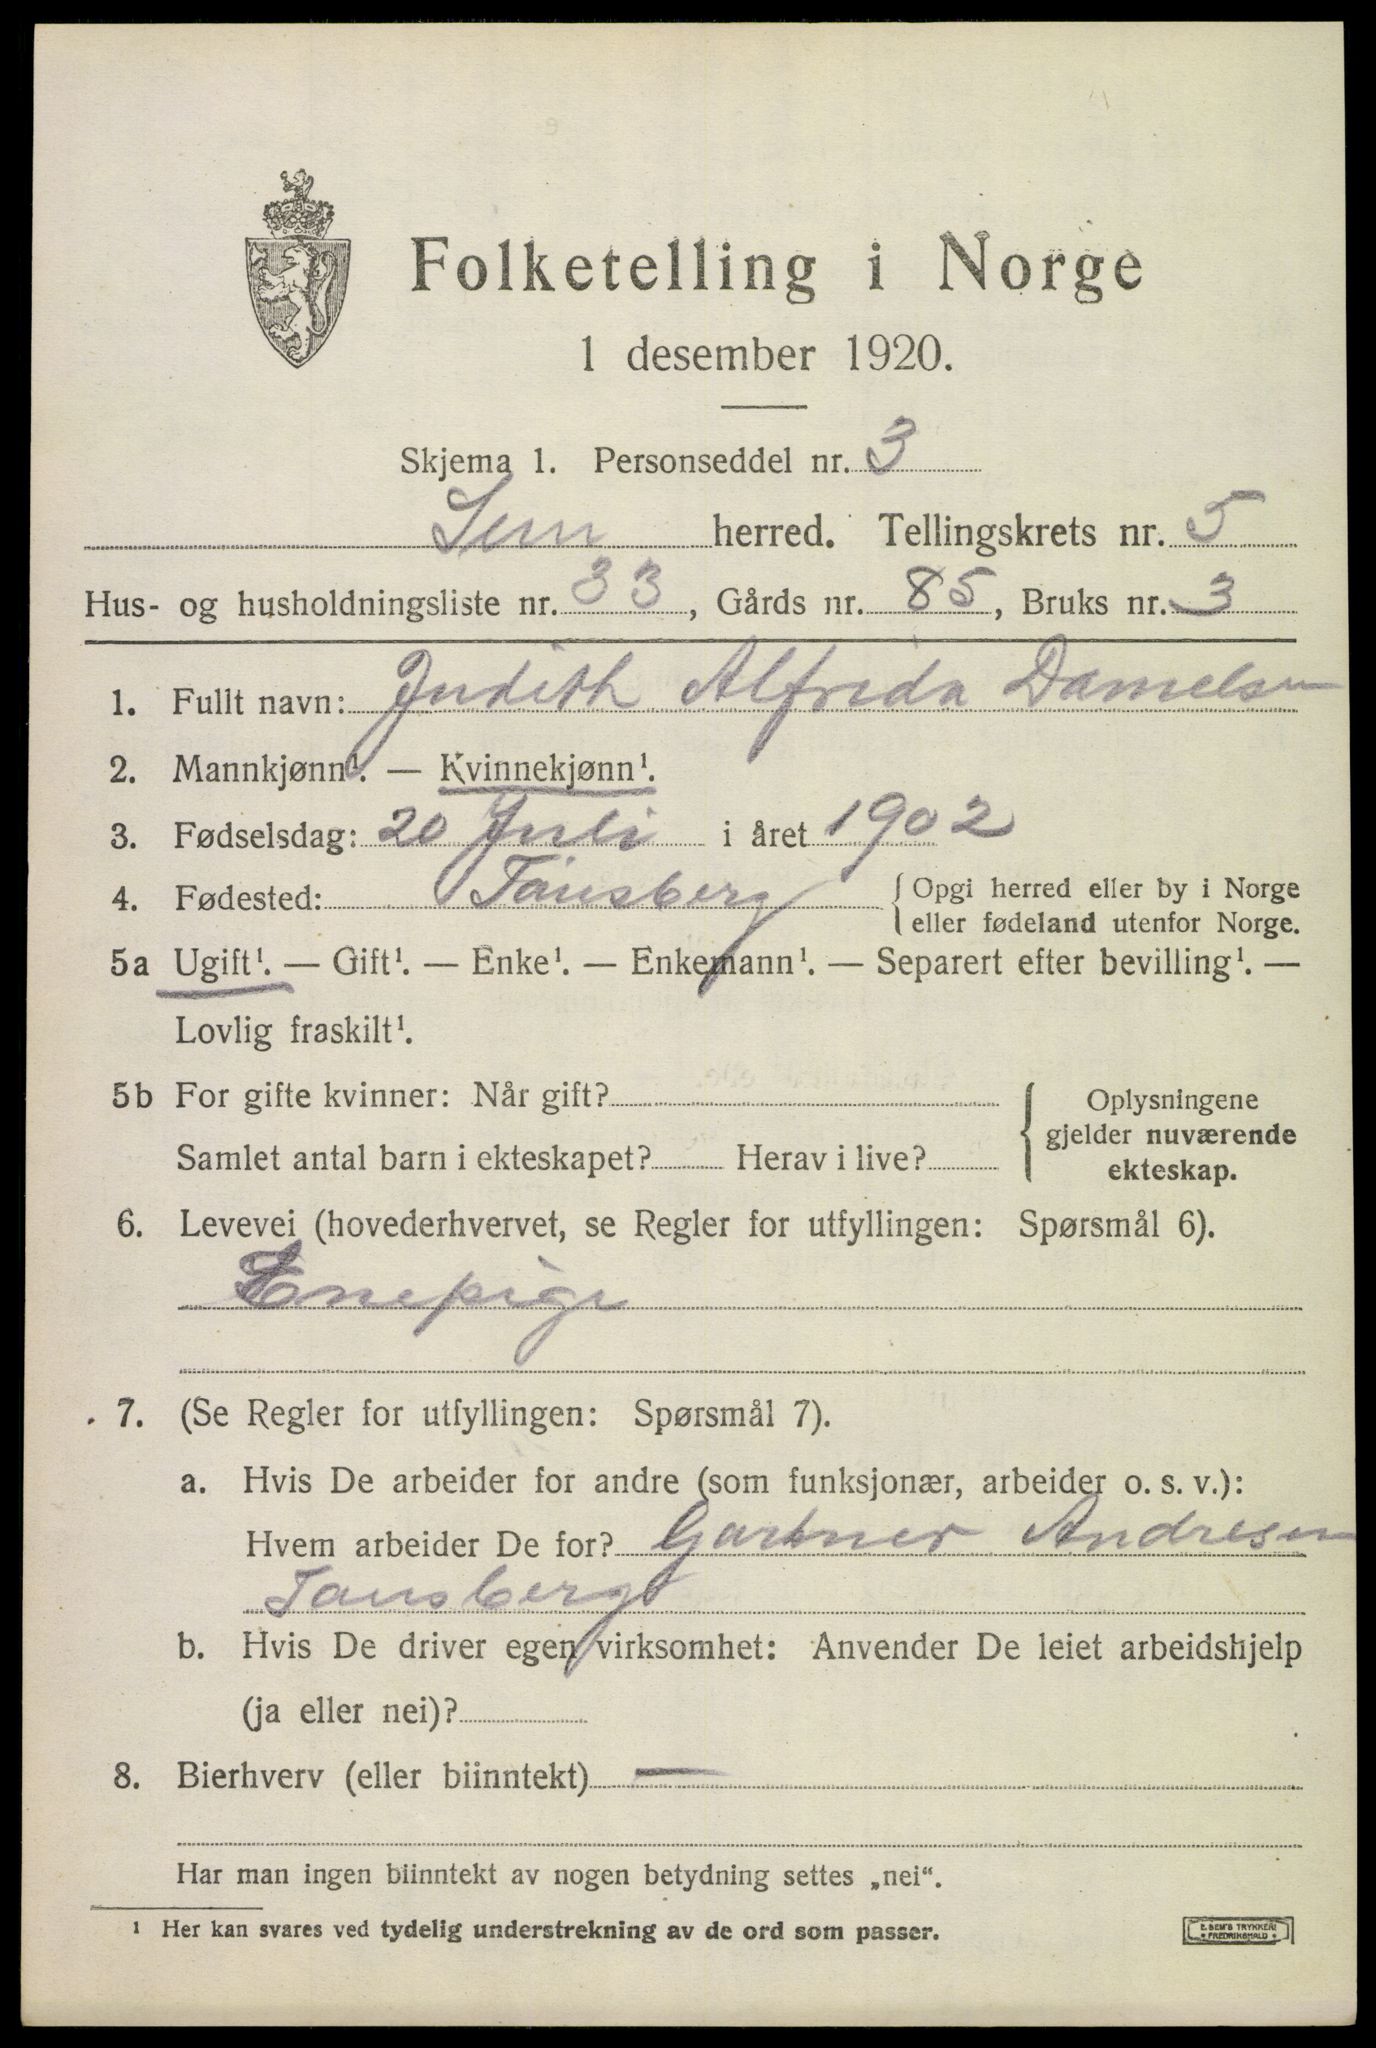 Folketelling i Norge
1 desember 1920.
Skjema 1. Personseddel nr. 3
Sem herred. Tellingskrets nr. 5
Hus- og husholdningsliste nr. 33, Gårds nr. 85, Bruks nr. 3
1. Fullt navn: Judith Alfrida Danielsen
2. Mannkjønn¹. — Kvinnekjønn¹.
3. Fødselsdag: 20 Juli i året 1902
4. Fødested: Tønsberg {Opgi herred eller by i Norge
eller fødeland utenfor Norge.
5a Ugift¹. — Gift¹. — Enke¹. — Enkemann¹. — Separert efter bevilling¹. —
Lovlig fraskilt¹.
5b For gifte kvinner: Når gift?
Samlet antal barn i ekteskapet? Herav i live?
{Oplysningene
gjelder nuværende
ekteskap.
6. Levevei (hovederhvervet, se Regler for utfyllingen: Spørsmål 6).
Enepige
7. (Se Regler for utfyllingen: Spørsmål 7).
a. Hvis De arbeider for andre (som funksjonær, arbeider o. s. v.):
Hvem arbeider De for? Gartner Andresen
Tønsberg
b. Hvis De driver egen virksomhet: Anvender De leiet arbeidshjelp
(ja eller nei)?
8. Bierhverv (eller biinntekt) —
Har man ingen biinntekt av nogen betydning settes „nei“.
¹ Her kan svares ved tydelig understrekning av de ord som passer.
E. SEM'S TRYKKERI
FREDRIKSHALD